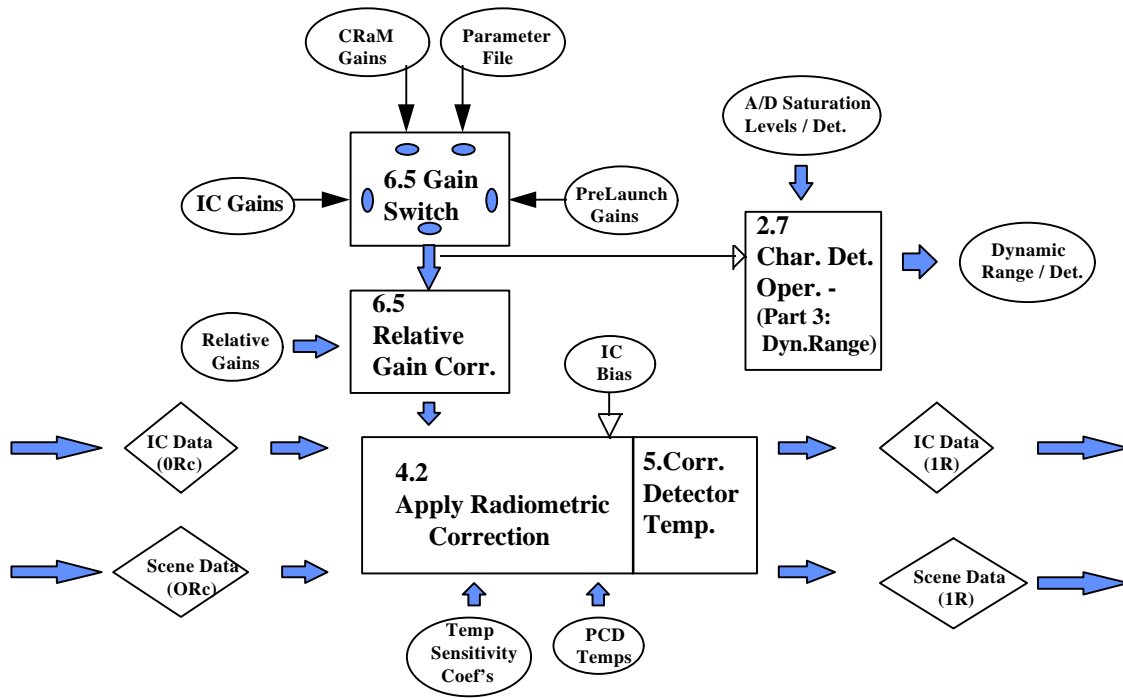 CRaM
Gains
Parameter
File
A/D Saturation
Levels / Det.
6.5 Gain
Switch
IC Gains
PreLaunch
Gains
2.7
Char. Det.
Oper. -
(Part 3:
Dyn.Range)
Dynamic
Range / Det.
6.5
Relative
Gain Corr.
Relative
Gains
IC
Bias
IC Data
(0Rc)
4.2
Apply Radiometric
Correction
5.Corr.
Detector
Temp.
IC Data
(1R)
Scene Data
(ORc)
Scene Data
(1R)
Temp
Sensitivity
Coef's
PCD
Temps